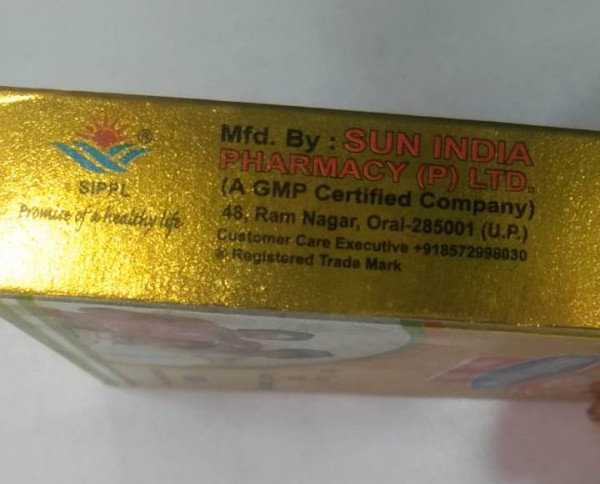 ®
SIPPL
Promise of a healthy life
Mfd. By : SUN INDIA
PHARMACY (P) LTD.
(A GMP Certified Company)
48, Ram Nagar, Orai-285001 (U.P.)
Customer Care Executive +918572998030
® Registered Trade Mark